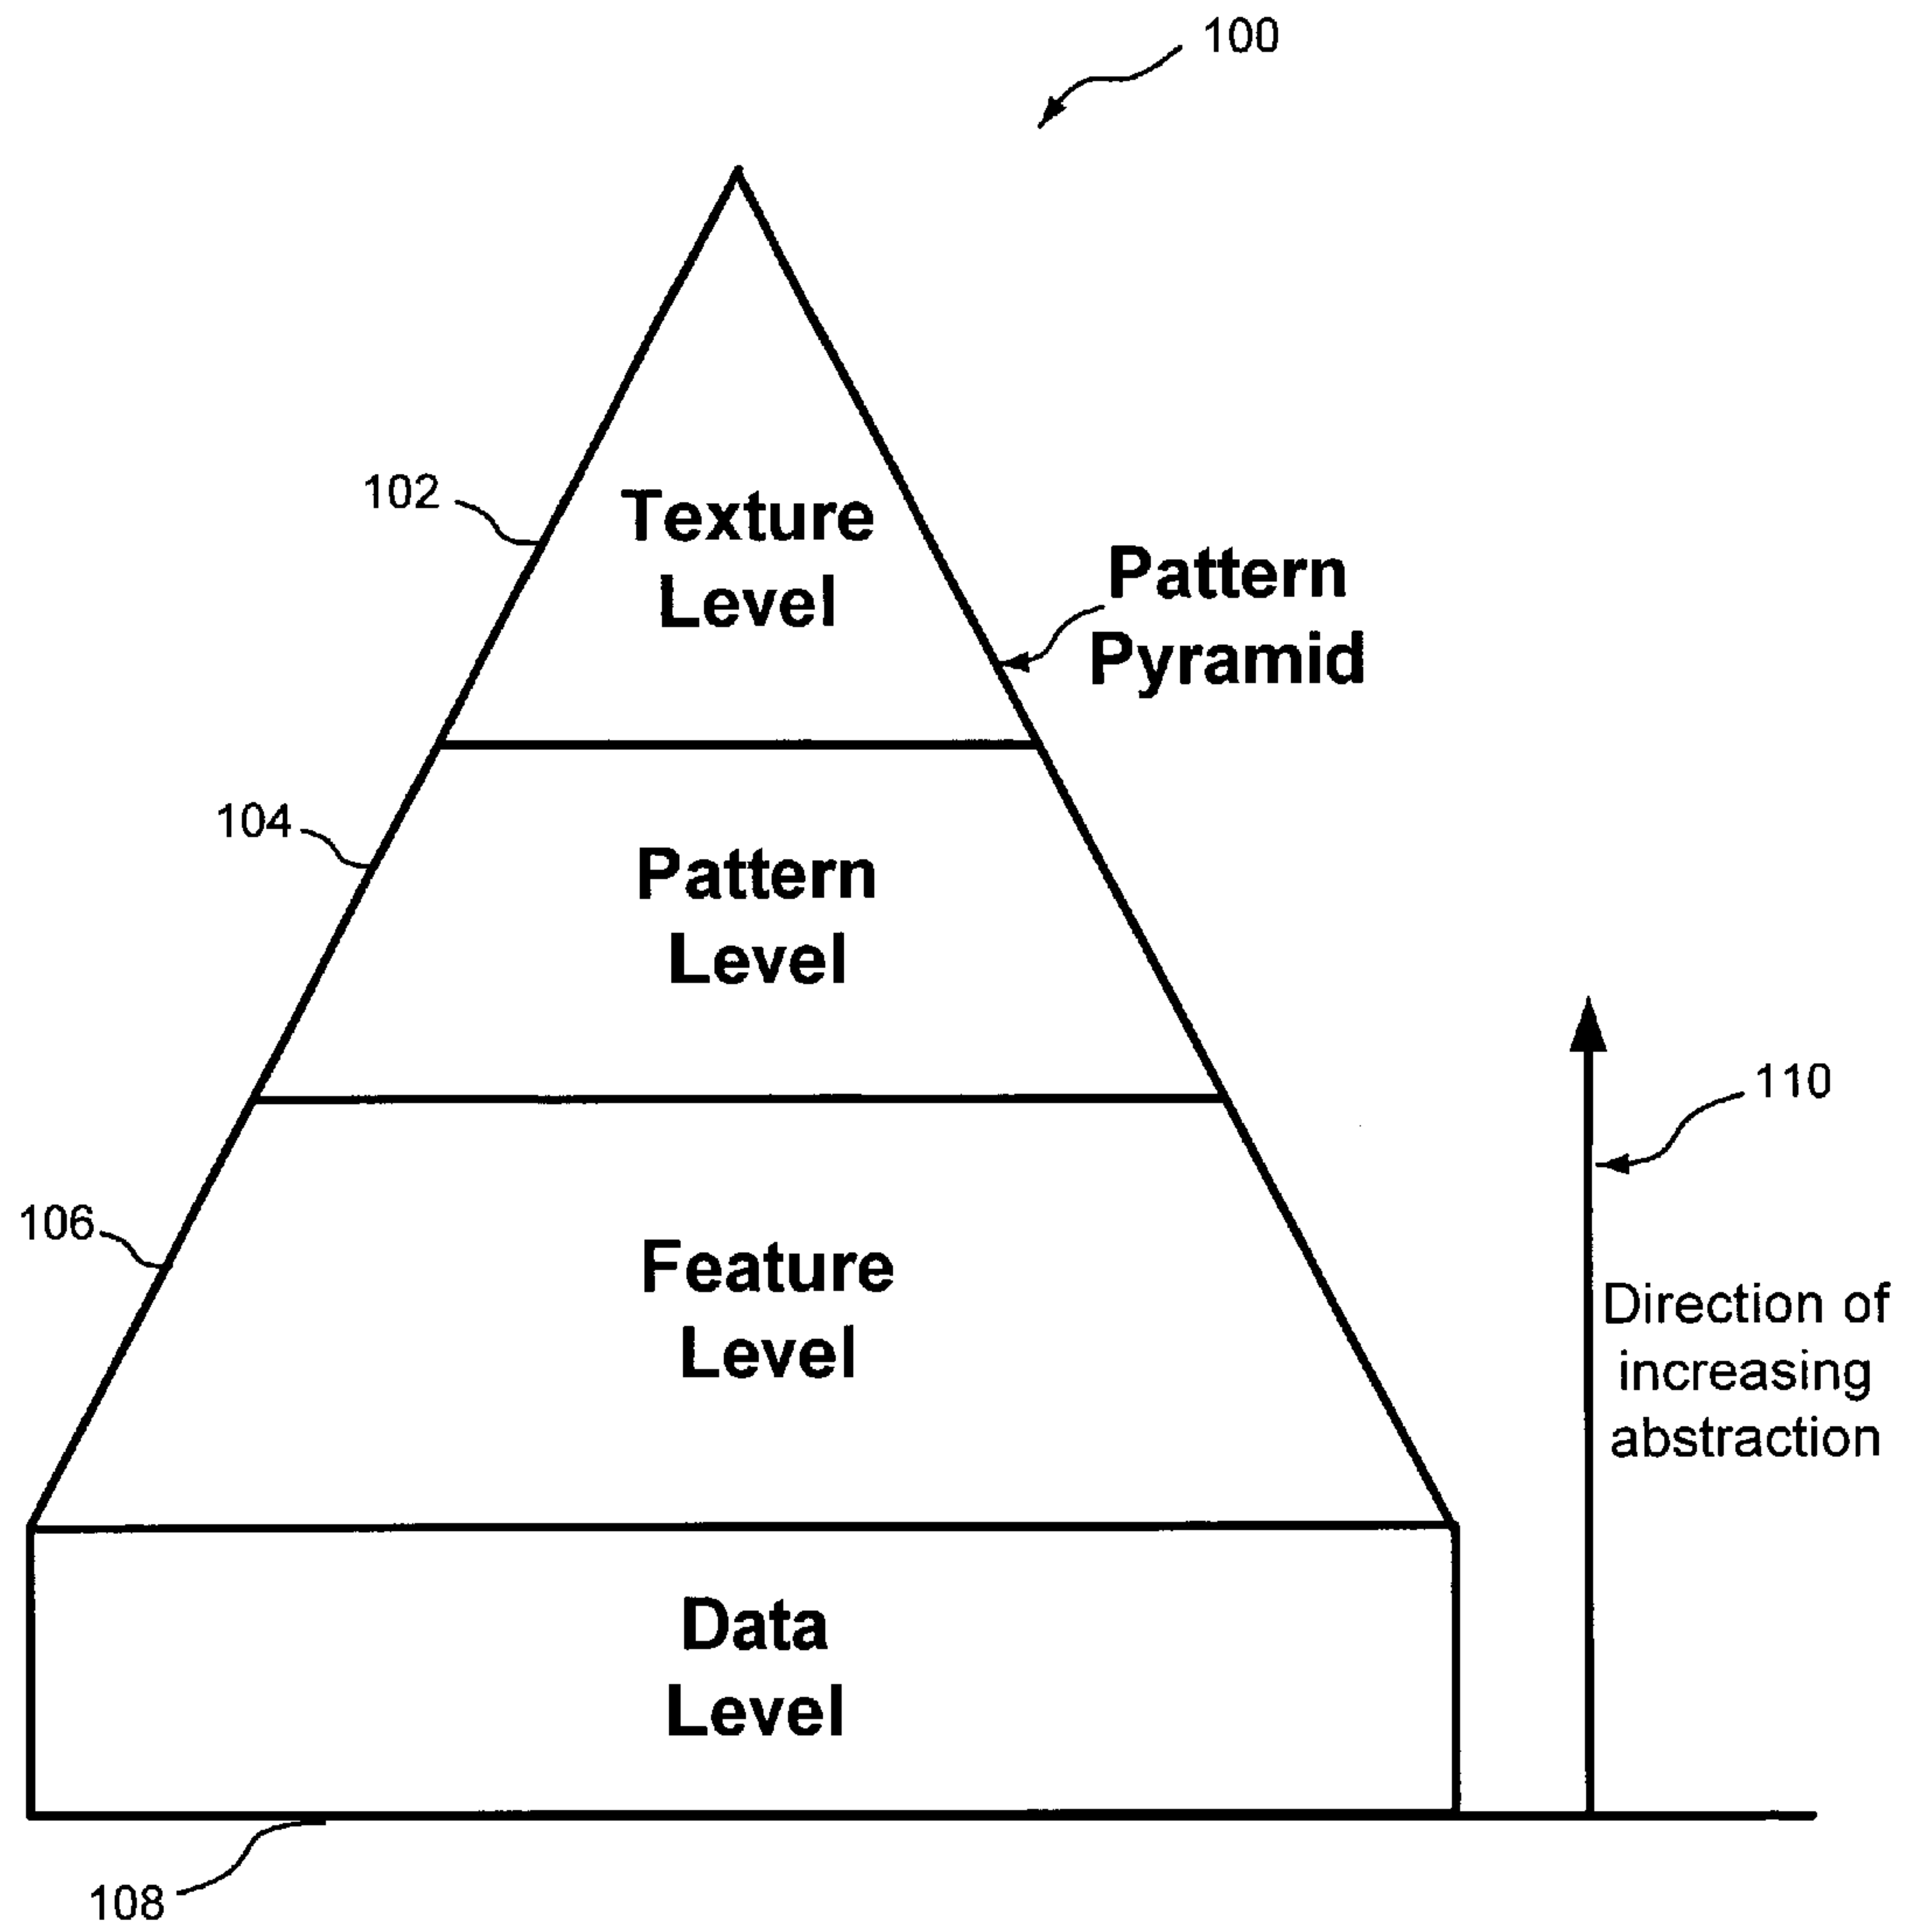 100
102
Texture
Level
Pattern
Pyramid
104
Pattern
Level
110
106
Feature
Level
Direction of
increasing
abstraction
Data
Level
108